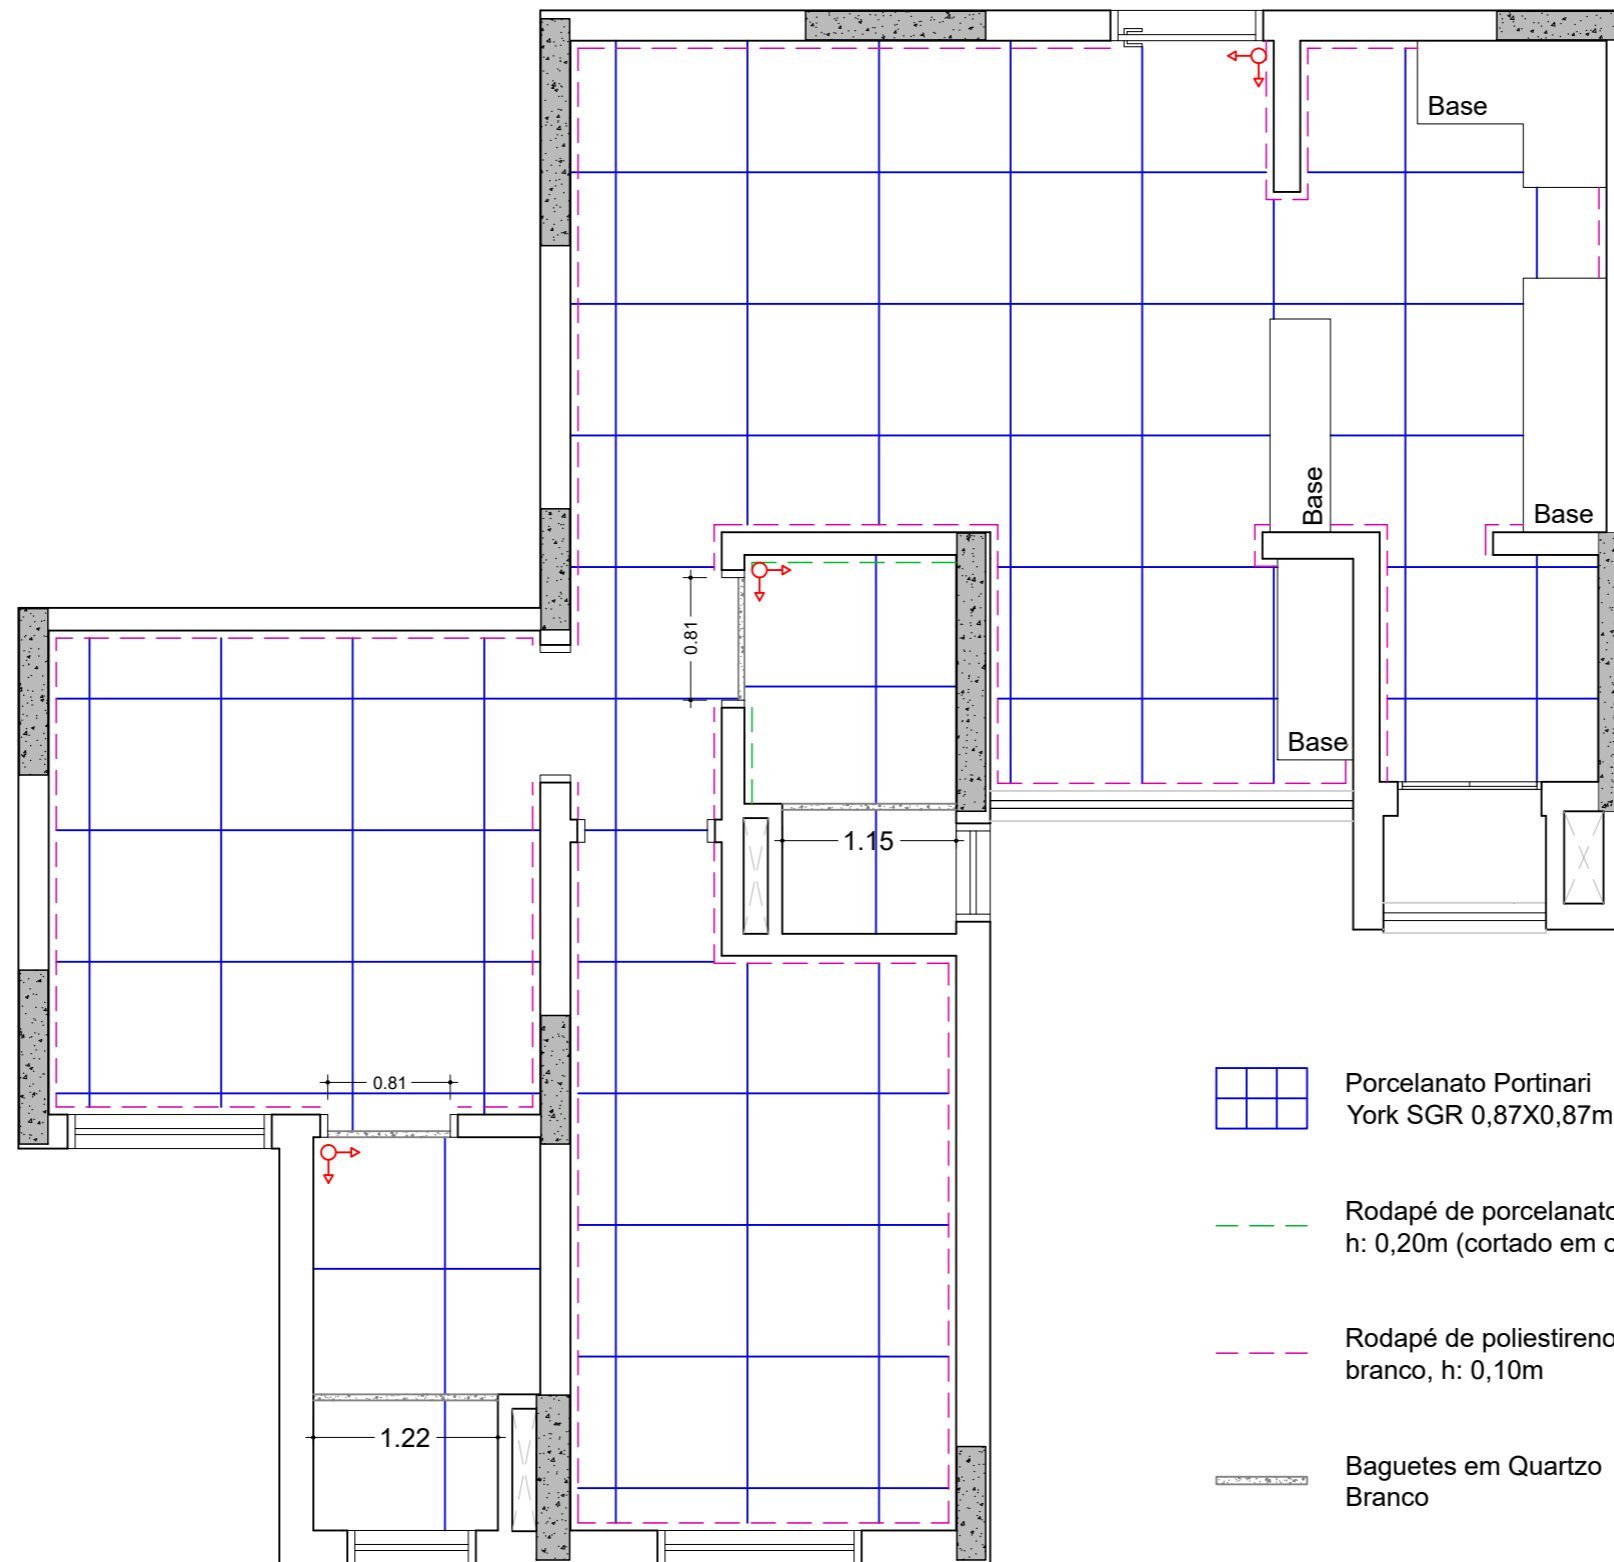 Base
Base
Base
0.81
Base
1.15
0.81
1.22
Porcelanato Portinari
York SGR 0,87X0,87m
Rodapé de porcelanato
h: 0,20m (cortado em
Rodapé de poliestireno
branco, h: 0,10m
Baguetes em Quartzo
Branco